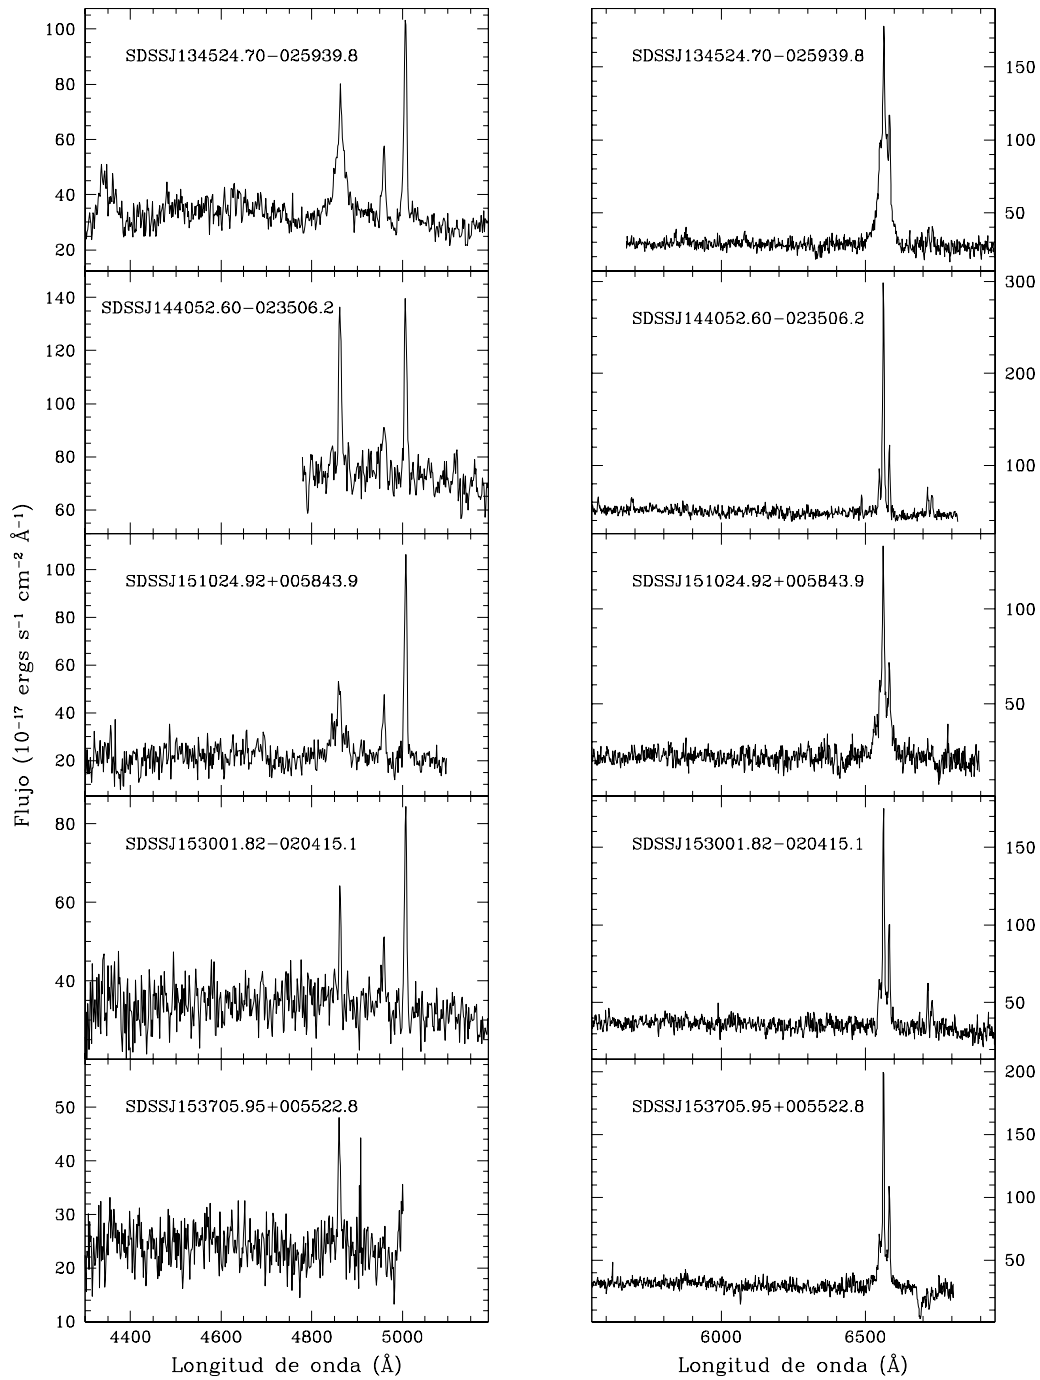 Flujo (10⁻¹⁷ ergs s⁻¹ cm⁻² Å⁻¹)
100
80
60
40
20
SDSSJ134524.70−025939.8
SDSSJ134524.70−025939.8
150
100
50
140
120
100
80
60
SDSSJ144052.60−023506.2
SDSSJ144052.60−023506.2
300
200
100
100
80
60
40
20
SDSSJ151024.92+005843.9
SDSSJ151024.92+005843.9
100
50
80
60
40
SDSSJ153001.82−020415.1
SDSSJ153001.82−020415.1
150
100
50
50
40
30
20
10
SDSSJ153705.95+005522.8
SDSSJ153705.95+005522.8
200
150
100
50
4400 4600 4800 5000
6000 6500
Longitud de onda (Å)
Longitud de onda (Å)